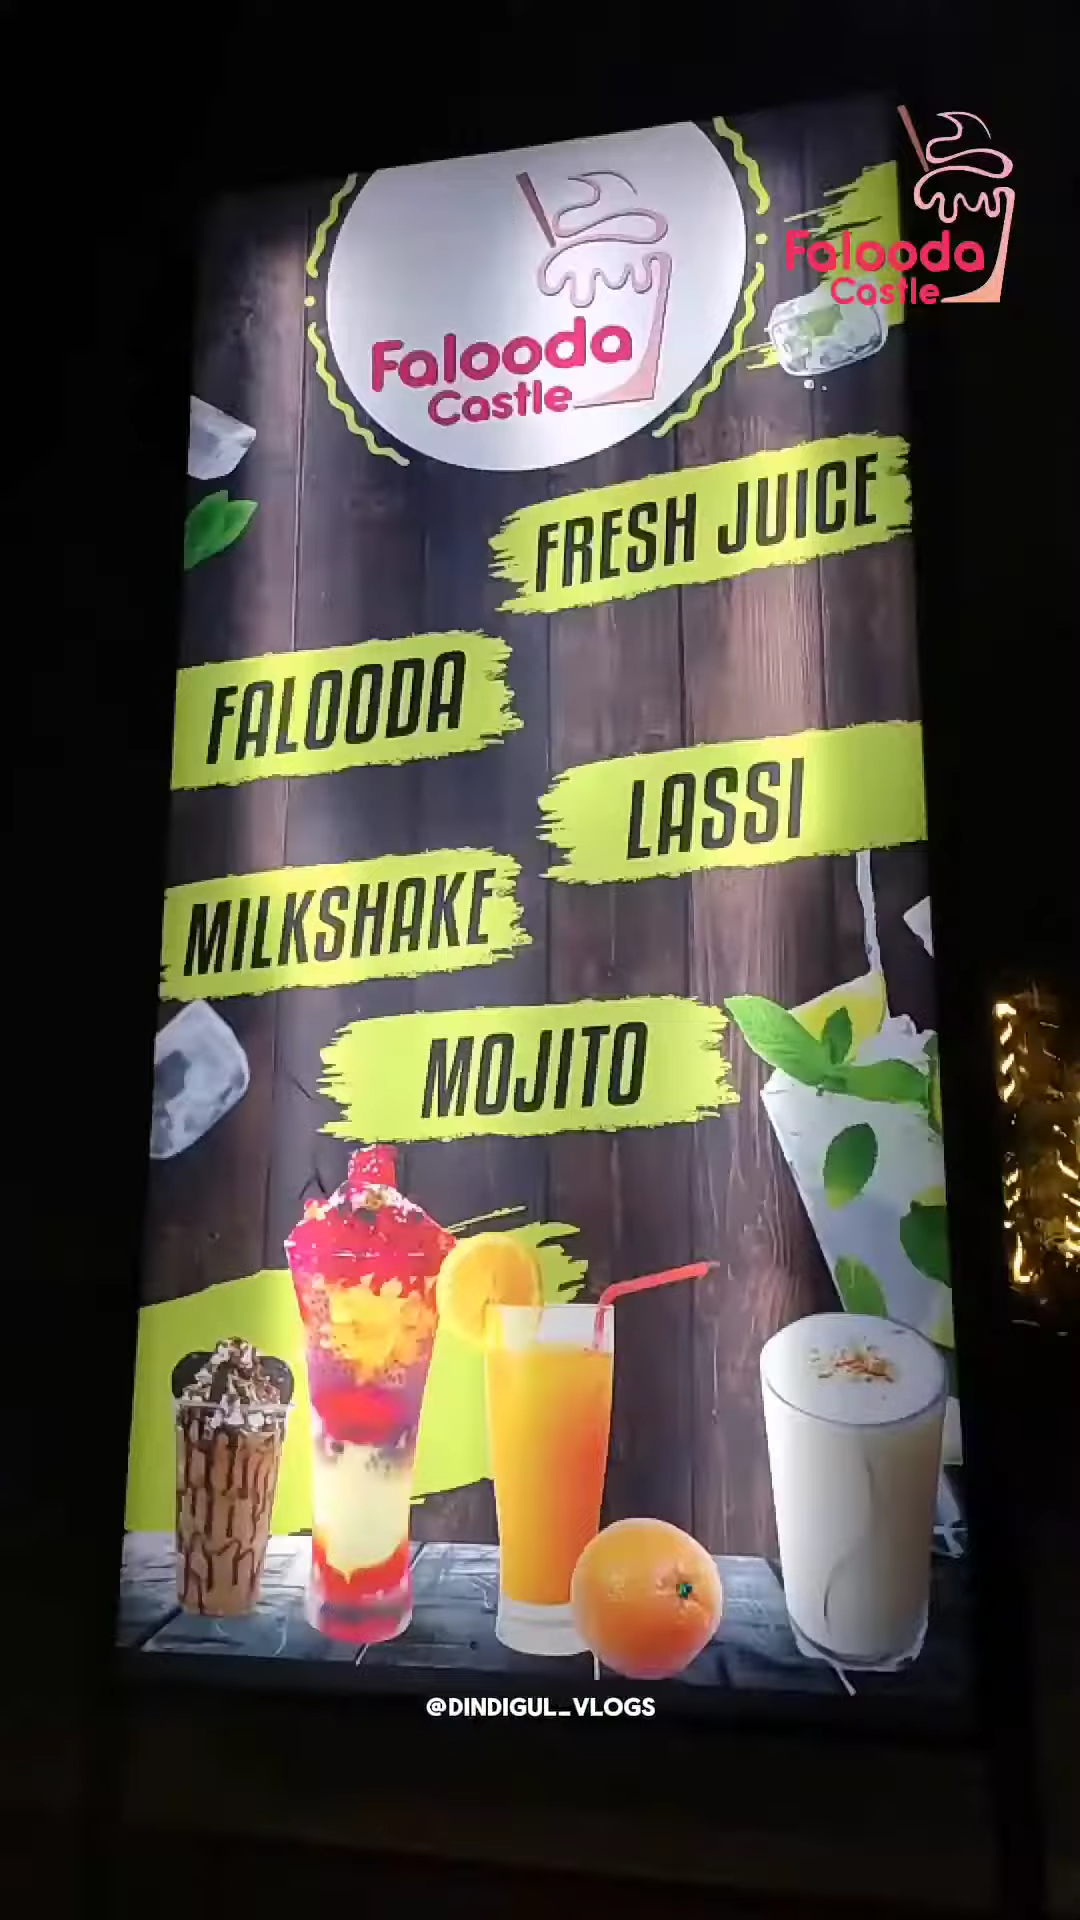 Falooda
Castle
Falooda
Castle
FRESH JUICE
FALOODA
LASSI
MILKSHAKE
MOJITO
@DINDIGUL_VLOGS